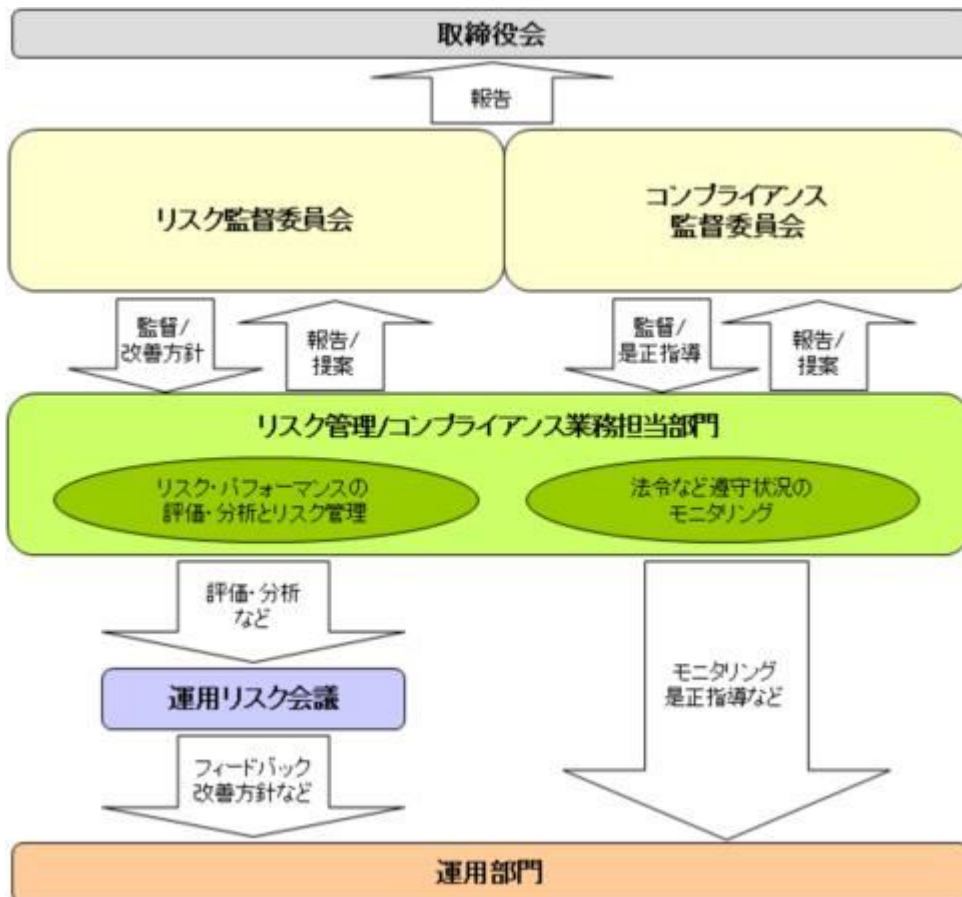 取締役会
報告
リスク監督委員会
コンプライアンス
監督委員会
監督/
改善方針
報告/
提案
監督/
是正指導
報告/
提案
リスク管理/コンプライアンス業務担当部門
リスク・パフォーマンスの
評価・分析とリスク管理
法令など遵守状況の
モニタリング
評価・分析
など
運用リスク会議
モニタリング
是正指導など
フィードバック
改善方針など
運用部門